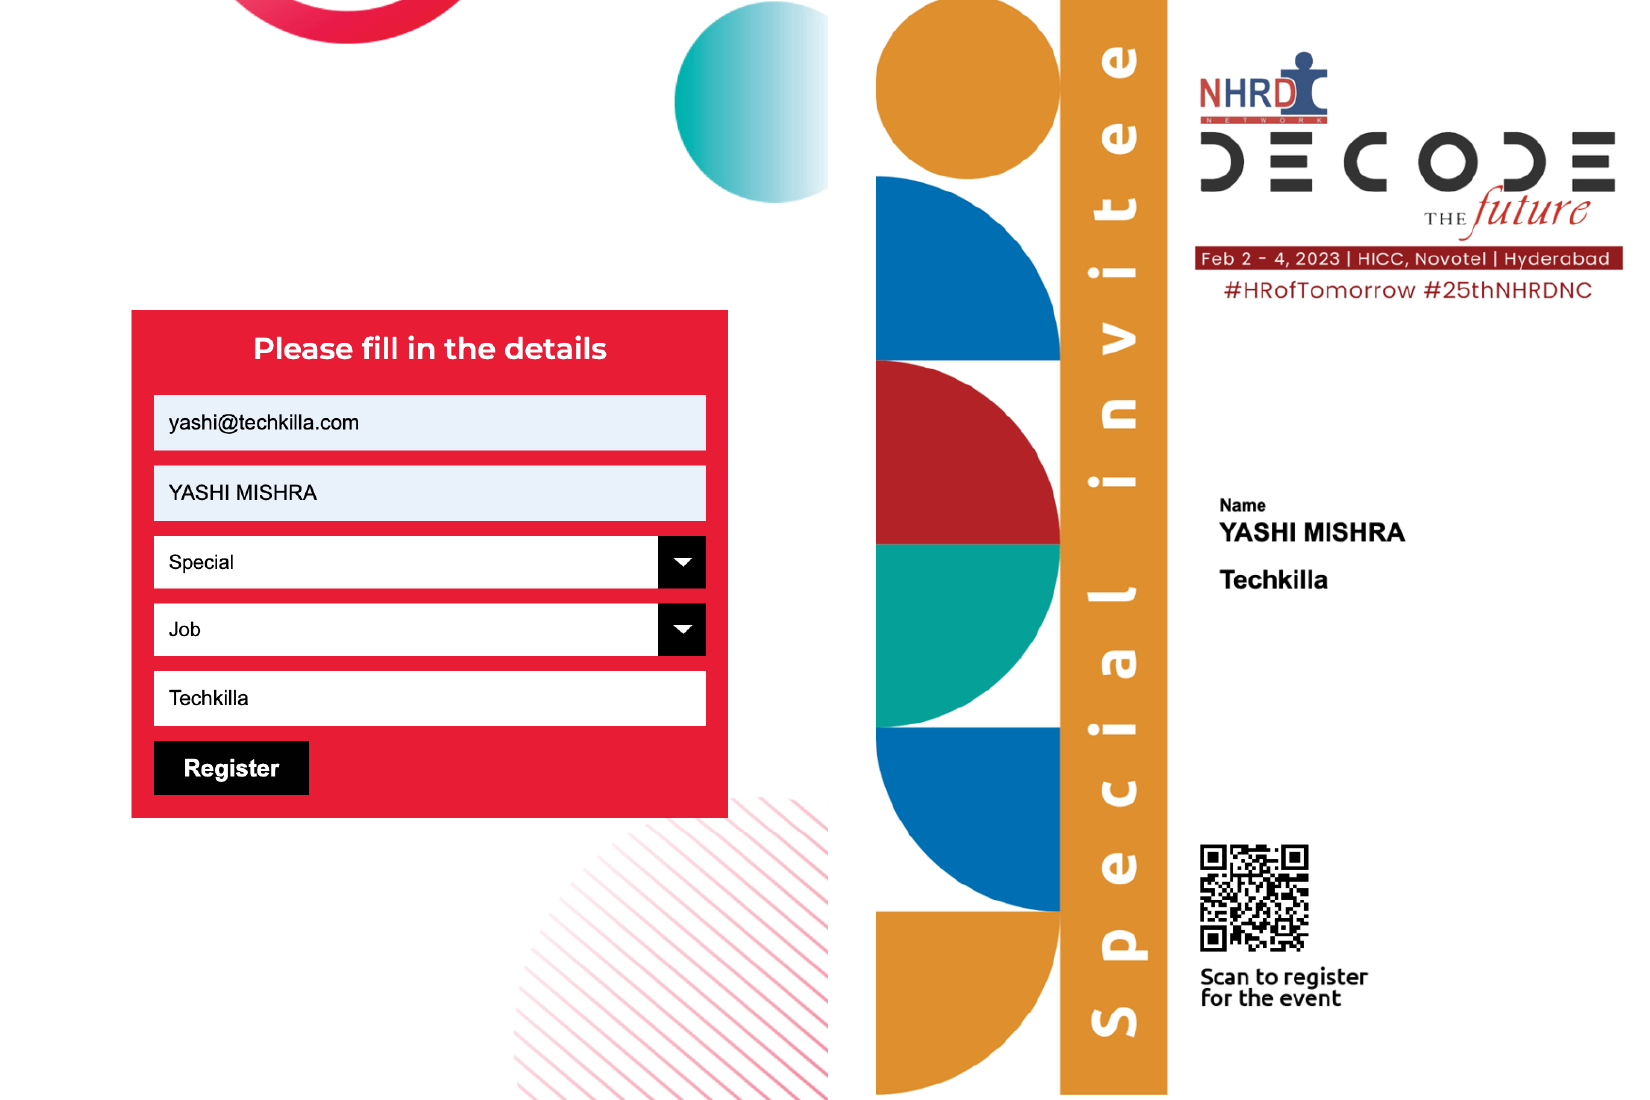 Please fill in the details
yashi@techkilla.com
YASHI MISHRA
Special
Job
Techkilla
Register
Special invitee
NHRD
NETWORK
DECODE
THE future
Feb 2 - 4, 2023 | HICC, Novotel | Hyderabad
#HRofTomorrow #25thNHRDNC
Name
YASHI MISHRA
Techkilla
Scan to register
for the event